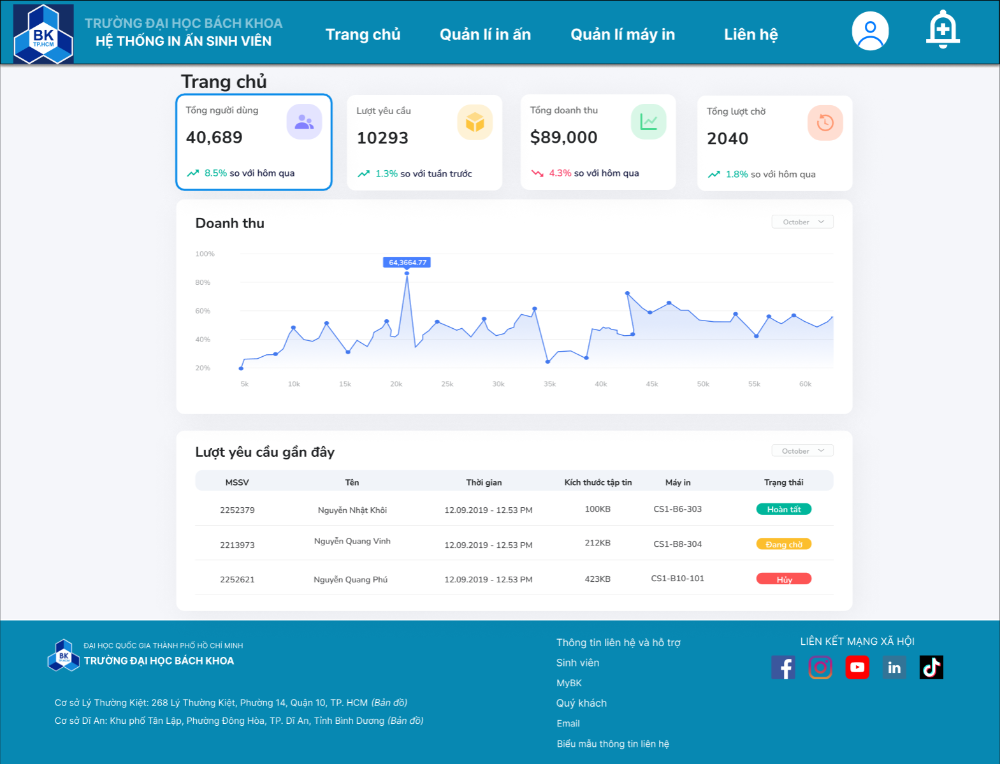 BK
TP.HCM
TRƯỜNG ĐẠI HỌC BÁCH KHOA
HỆ THỐNG IN ẤN SINH VIÊN
Trang chủ
Quản lí in ấn
Quản lí máy in
Liên hệ
Trang chủ
Tổng người dùng
40,689
8.5% so với hôm qua
Lượt yêu cầu
10293
1.3% so với tuần trước
Tổng doanh thu
$89,000
4.3% so với hôm qua
Tổng lượt chờ
2040
1.8% so với hôm qua
Doanh thu
October
100%
80%
60%
40%
20%
64,3664.77
5k 10k 15k 20k 25k 30k 35k 40k 45k 50k 55k 60k
Lượt yêu cầu gần đây
October
MSSV Tên Thời gian Kích thước tập tin Máy in Trạng thái
2252379 Nguyễn Nhật Khôi 12.09.2019 - 12.53 PM 100KB CS1-B6-303 Hoàn tất
2213973 Nguyễn Quang Vinh 12.09.2019 - 12.53 PM 212KB CS1-B8-304 Đang chờ
2252621 Nguyễn Quang Phú 12.09.2019 - 12.53 PM 423KB CS1-B10-101 Hủy
BK
TP.HCM
ĐẠI HỌC QUỐC GIA THÀNH PHỐ HỒ CHÍ MINH
TRƯỜNG ĐẠI HỌC BÁCH KHOA
Cơ sở Lý Thường Kiệt: 268 Lý Thường Kiệt, Phường 14, Quận 10, TP. HCM (Bản đồ)
Cơ sở Dĩ An: Khu phố Tân Lập, Phường Đông Hòa, TP. Dĩ An, Tỉnh Bình Dương (Bản đồ)
Thông tin liên hệ và hỗ trợ
Sinh viên
MyBK
Quý khách
Email
Biểu mẫu thông tin liên hệ
LIÊN KẾT MẠNG XÃ HỘI
in